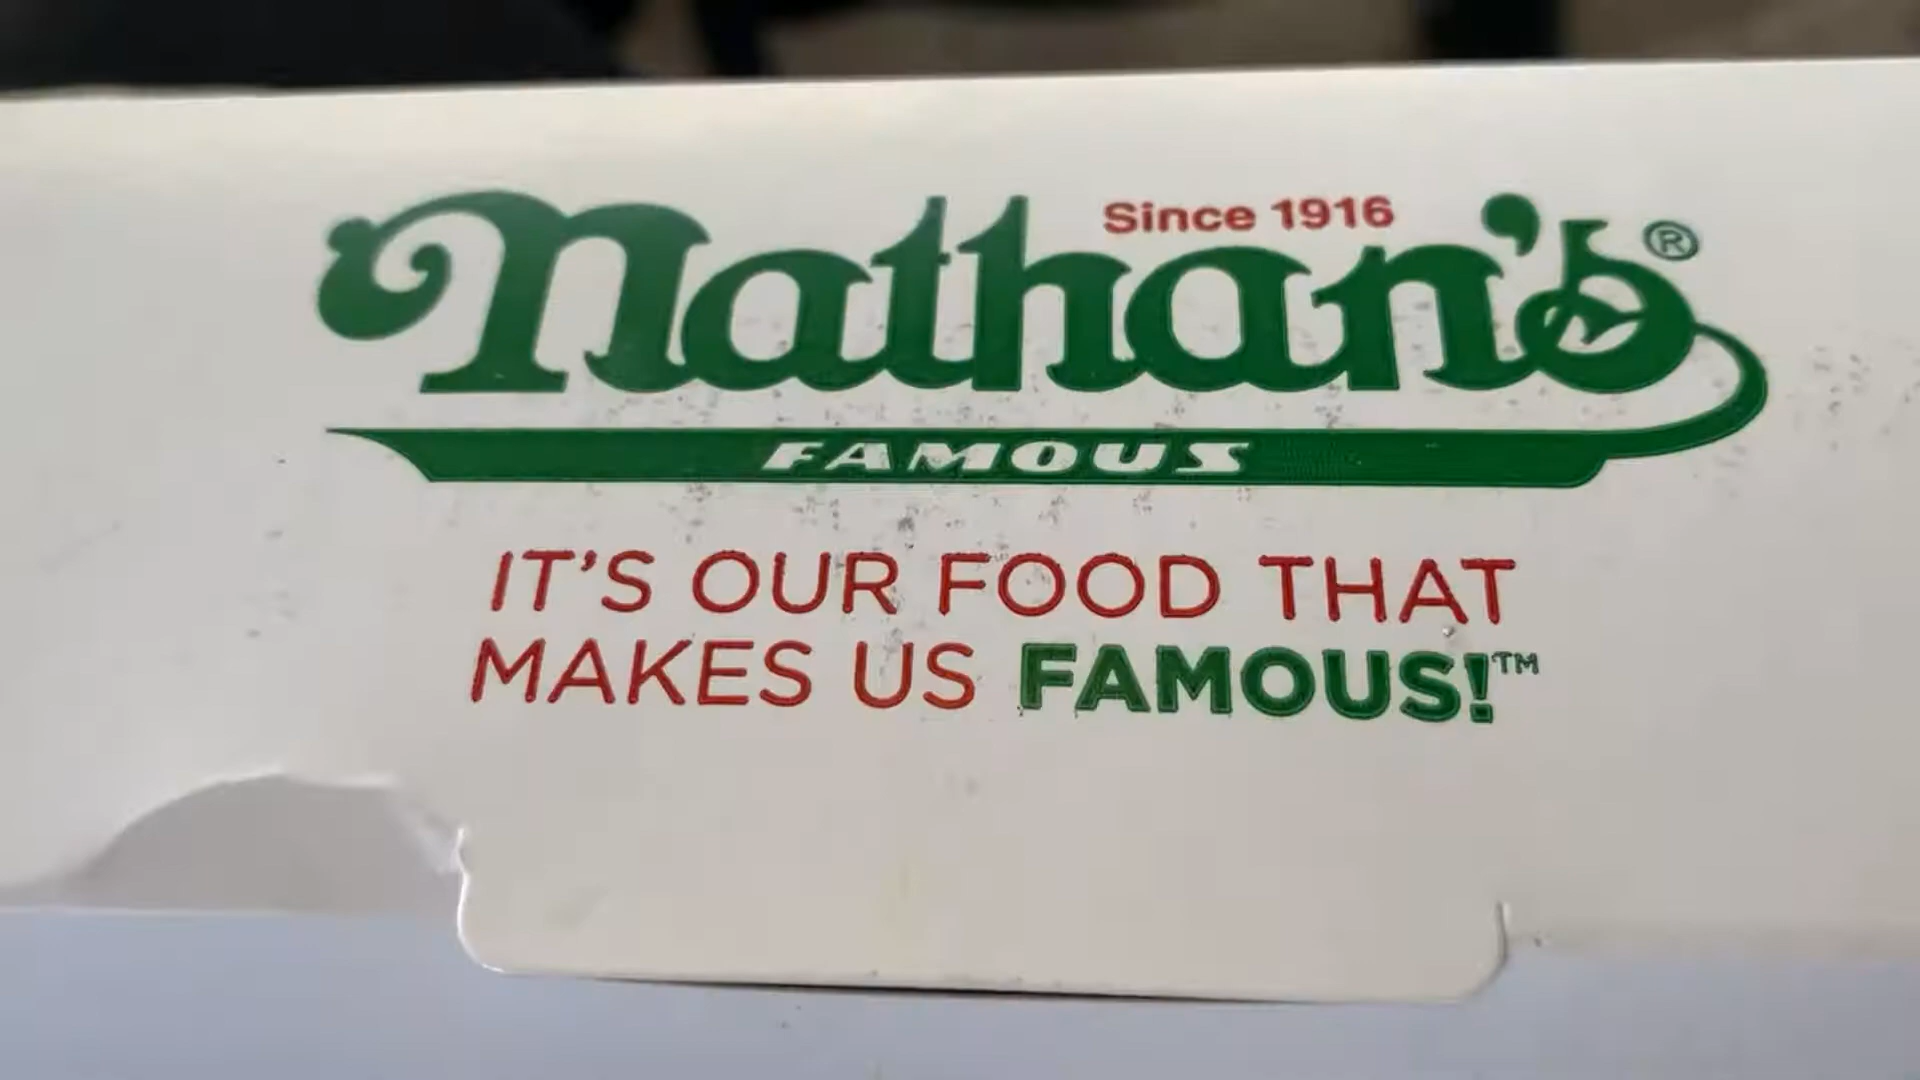 Since 1916
Nathan's®
FAMOUS
IT'S OUR FOOD THAT
MAKES US FAMOUS!™